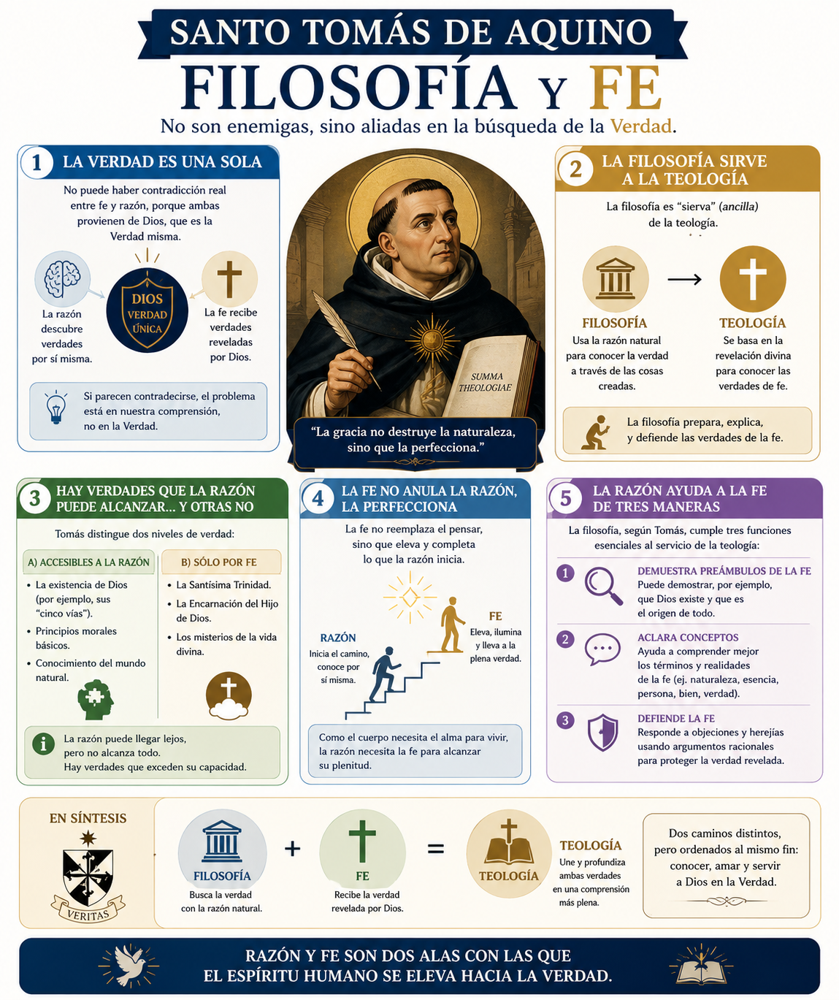 SANTO TOMÁS DE AQUINO
FILOSOFÍA Y FE
No son enemigas, sino aliadas en la búsqueda de la Verdad.
1 LA VERDAD ES UNA SOLA
No puede haber contradicción real
entre fe y razón, porque ambas
provienen de Dios, que es la
Verdad misma.
La razón
descubre
verdades
por sí misma.
DIOS
VERDAD
ÚNICA
La fe recibe
verdades
reveladas
por Dios.
Si parecen contradecirse, el problema
está en nuestra comprensión,
no en la Verdad.
SUMMA
THEOLOGIAE
“La gracia no destruye la naturaleza,
sino que la perfecciona.”
2 LA FILOSOFÍA SIRVE
A LA TEOLOGÍA
La filosofía es “sierva” (ancilla)
de la teología.
FILOSOFÍA
Usa la razón natural
para conocer la verdad
a través de las cosas
creadas.
TEOLOGÍA
Se basa en la
revelación divina
para conocer las
verdades de fe.
La filosofía prepara, explica,
y defiende las verdades de la fe.
3 HAY VERDADES QUE LA RAZÓN
PUEDE ALCANZAR... Y OTRAS NO
Tomás distingue dos niveles de verdad:
A) ACCESIBLES A LA RAZÓN
• La existencia de Dios
(por ejemplo, sus
“cinco vías”).
• Principios morales
básicos.
• Conocimiento del mundo
natural.
B) SÓLO POR FE
• La Santísima Trinidad.
• La Encarnación del Hijo
de Dios.
• Los misterios de la vida
divina.
i
La razón puede llegar lejos,
pero no alcanza todo.
Hay verdades que exceden su capacidad.
4 LA FE NO ANULA LA RAZÓN,
LA PERFECCIONA
La fe no reemplaza el pensar,
sino que eleva y completa
lo que la razón inicia.
RAZÓN
Inicia el camino,
conoce por
sí misma.
FE
Eleva, ilumina
y lleva a la
plena verdad.
Como el cuerpo necesita el alma para vivir,
la razón necesita la fe para alcanzar
su plenitud.
5 LA RAZÓN AYUDA A LA FE
DE TRES MANERAS
La filosofía, según Tomás, cumple tres funciones
esenciales al servicio de la teología:
1 DEMUESTRA PREÁMBULOS DE LA FE
Puede demostrar, por ejemplo,
que Dios existe y que es
el origen de todo.
2 ACLARA CONCEPTOS
Ayuda a comprender mejor
los términos y realidades
de la fe (ej. naturaleza, esencia,
persona, bien, verdad).
3 DEFIENDE LA FE
Responde a objeciones y herejías
usando argumentos racionales
para proteger la verdad revelada.
EN SÍNTESIS
VERITAS
FILOSOFÍA
Busca la verdad
con la razón natural.
+
FE
Recibe la verdad
revelada por Dios.
=
TEOLOGÍA
TEOLOGÍA
Une y profundiza
ambas verdades
en una comprensión
más plena.
Dos caminos distintos,
pero ordenados al mismo fin:
conocer, amar y servir
a Dios en la Verdad.
RAZÓN Y FE SON DOS ALAS CON LAS QUE
EL ESPÍRITU HUMANO SE ELEVA HACIA LA VERDAD.